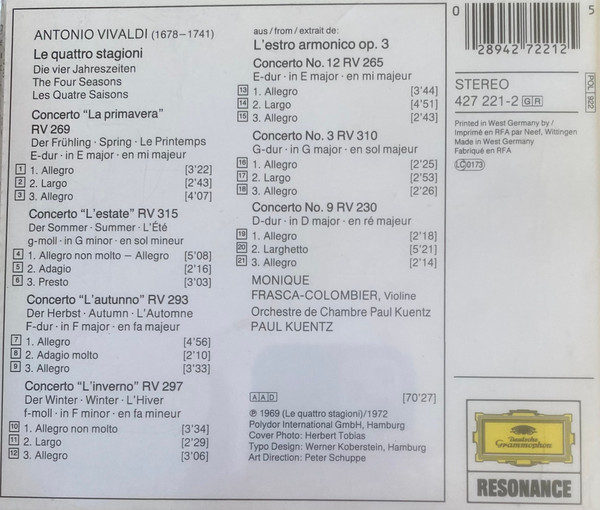 ANTONIO VIVALDI (1678–1741)
Le quattro stagioni
Die vier Jahreszeiten
The Four Seasons
Les Quatre Saisons
Concerto "La primavera"
RV 269
Der Frühling · Spring · Le Printemps
E-dur · in E major · en mi majeur
1 1. Allegro [3'22]
2 2. Largo [2'43]
3 3. Allegro [4'07]
Concerto "L'estate" RV 315
Der Sommer · Summer · L'Été
g-moll · in G minor · en sol mineur
4 1. Allegro non molto – Allegro [5'08]
5 2. Adagio [2'16]
6 3. Presto [3'03]
Concerto "L'autunno" RV 293
Der Herbst · Autumn · L'Automne
F-dur · in F major · en fa majeur
7 1. Allegro [4'56]
8 2. Adagio molto [2'10]
9 3. Allegro [3'33]
Concerto "L'inverno" RV 297
Der Winter · Winter · L'Hiver
f-moll · in F minor · en fa mineur
10 1. Allegro non molto [3'34]
11 2. Largo [2'29]
12 3. Allegro [3'06]
aus / from / extrait de:
L'estro armonico op. 3
Concerto No. 12 RV 265
E-dur · in E major · en mi majeur
13 1. Allegro [3'44]
14 2. Largo [4'51]
15 3. Allegro [2'43]
Concerto No. 3 RV 310
G-dur · in G major · en sol majeur
16 1. Allegro [2'25]
17 2. Largo [2'53]
18 3. Allegro [2'26]
Concerto No. 9 RV 230
D-dur · in D major · en ré majeur
19 1. Allegro [2'18]
20 2. Larghetto [5'21]
21 3. Allegro [2'14]
MONIQUE
FRASCA-COLOMBIER, Violine
Orchestre de Chambre Paul Kuentz
PAUL KUENTZ
AAD [70'27]
℗ 1969 (Le quattro stagioni)/1972
Polydor International GmbH, Hamburg
Cover Photo: Herbert Tobias
Typo Design: Werner Koberstein, Hamburg
Art Direction: Peter Schuppe
0 28942 72212 5
STEREO
427 221-2 GR
POL 922
Printed in West Germany by /
Imprimé en RFA par Neef, Wittingen
Made in West Germany
Fabriqué en RFA
LC 0173
Deutsche
Grammophon
RESONANCE